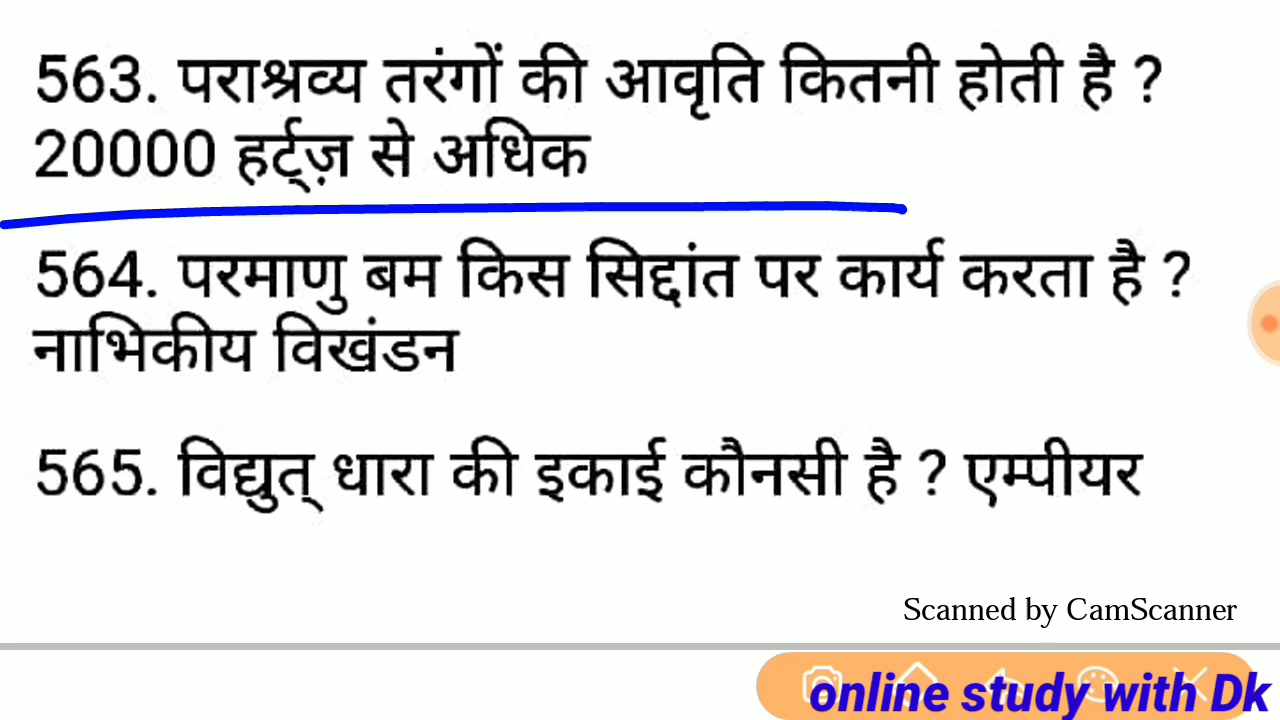 563. पराश्रव्य तरंगों की आवृति कितनी होती है ?
20000 हर्ट्ज़ से अधिक
564. परमाणु बम किस सिद्दांत पर कार्य करता है ?
नाभिकीय विखंडन
565. विद्युत् धारा की इकाई कौनसी है ? एम्पीयर
Scanned by CamScanner
online study with Dk